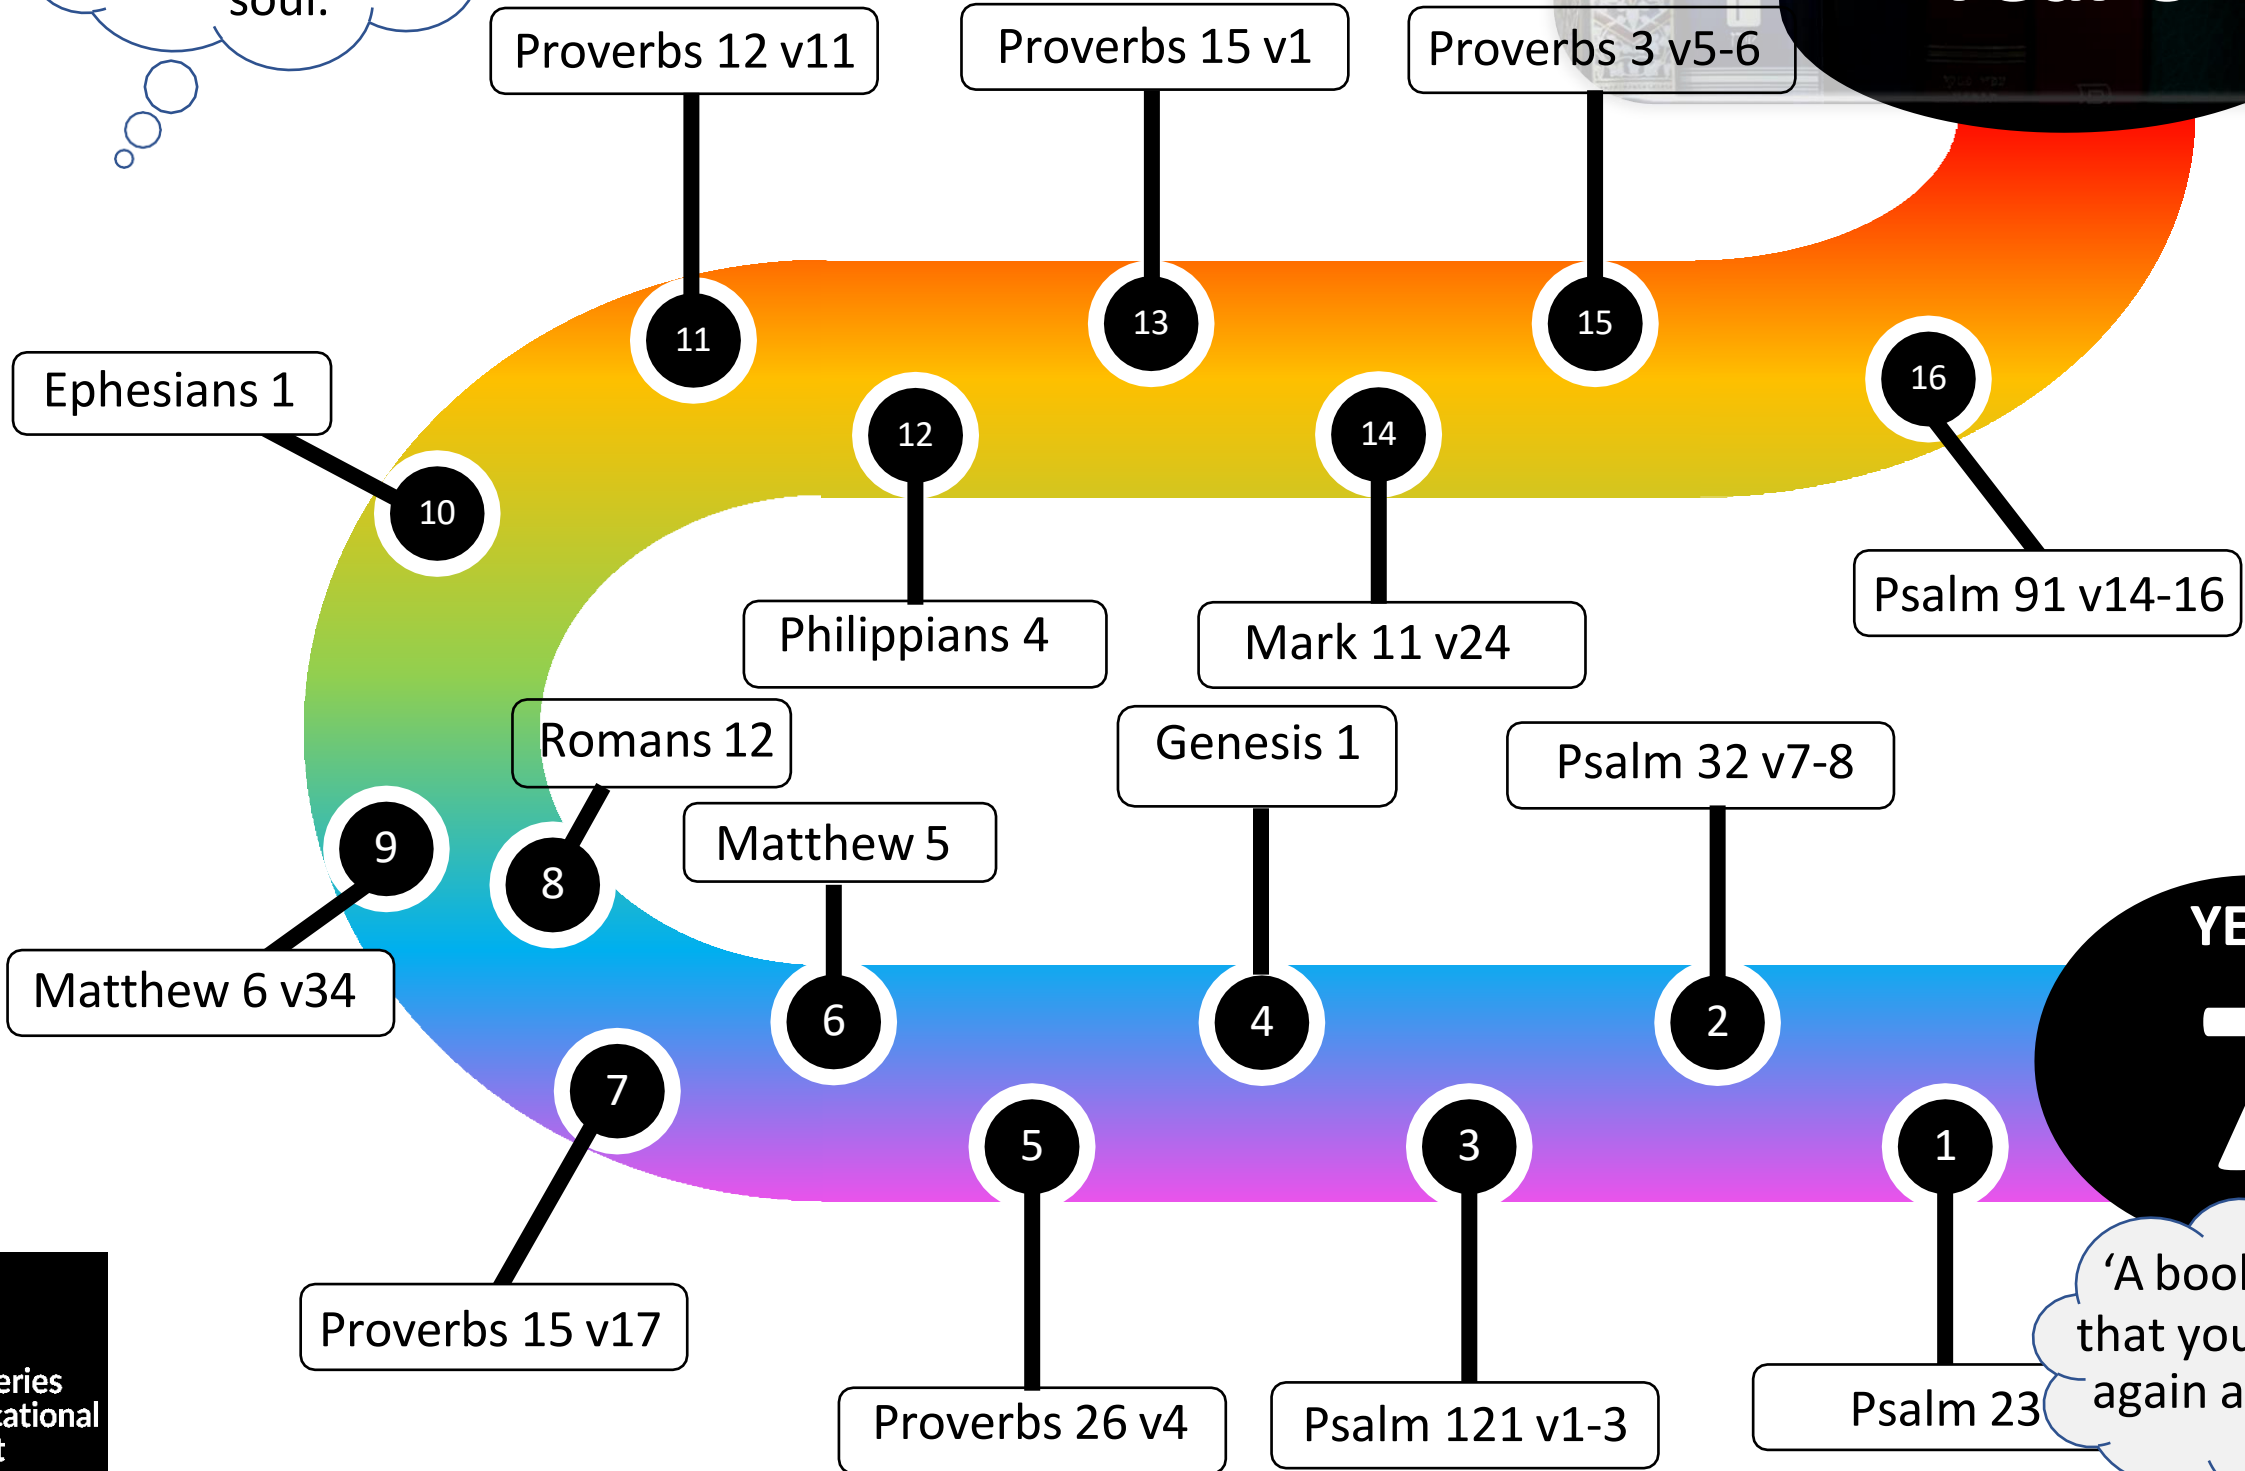 soul.
Proverbs 12 v11
Proverbs 15 v1
Proverbs 3 v5-6
11
13
15
16
Ephesians 1
12
14
10
Psalm 91 v14-16
Philippians 4
Mark 11 v24
Romans 12
Genesis 1
Psalm 32 v7-8
Matthew 5
9
8
YE
Matthew 6 v34
6
4
2
7
7
5
3
1
Proverbs 15 v17
‘A book
that you
again a
Psalm 23
Proverbs 26 v4
Psalm 121 v1-3
eries
cational
t